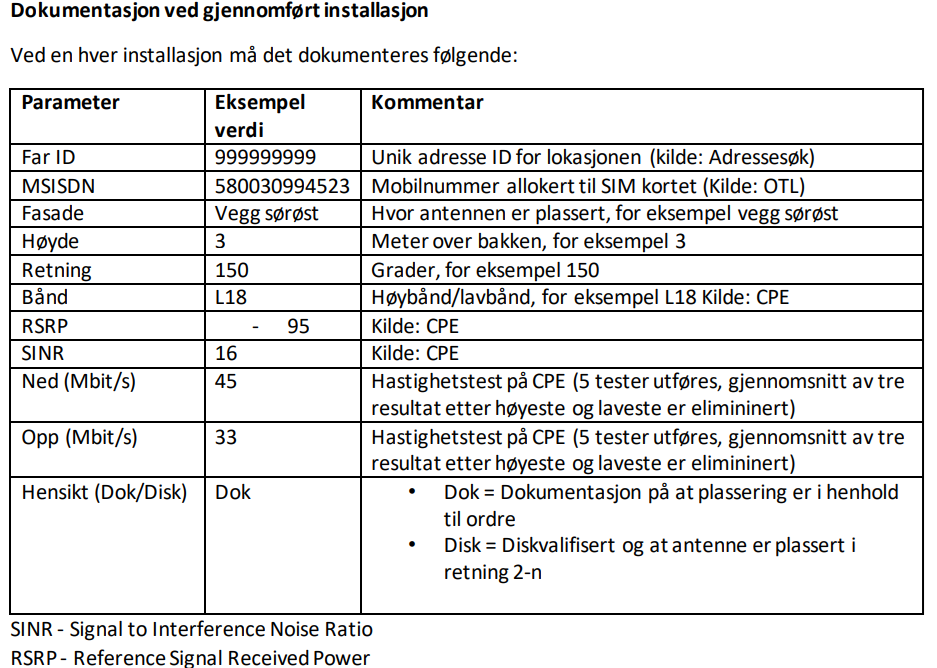 Dokumentasjon ved gjennomført installasjon
Ved en hver installasjon må det dokumenteres følgende:
Parameter Eksempel verdi Kommentar
Far ID 999999999 Unik adresse ID for lokasjonen (kilde: Adressesøk)
MSISDN 580030994523 Mobilnummer allokert til SIM kortet (Kilde: OTL)
Fasade Vegg sørøst Hvor antennen er plassert, for eksempel vegg sørøst
Høyde 3 Meter over bakken, for eksempel 3
Retning 150 Grader, for eksempel 150
Bånd L18 Høybånd/lavbånd, for eksempel L18 Kilde: CPE
RSRP - 95 Kilde: CPE
SINR 16 Kilde: CPE
Ned (Mbit/s) 45 Hastighetstest på CPE (5 tester utføres, gjennomsnitt av tre
resultat etter høyeste og laveste er elimininert)
Opp (Mbit/s) 33 Hastighetstest på CPE (5 tester utføres, gjennomsnitt av tre
resultat etter høyeste og laveste er elimininert)
Hensikt (Dok/Disk) Dok • Dok = Dokumentasjon på at plassering er i henhold
til ordre
• Disk = Diskvalifisert og at antenne er plassert i
retning 2-n
SINR - Signal to Interference Noise Ratio
RSRP - Reference Signal Received Power